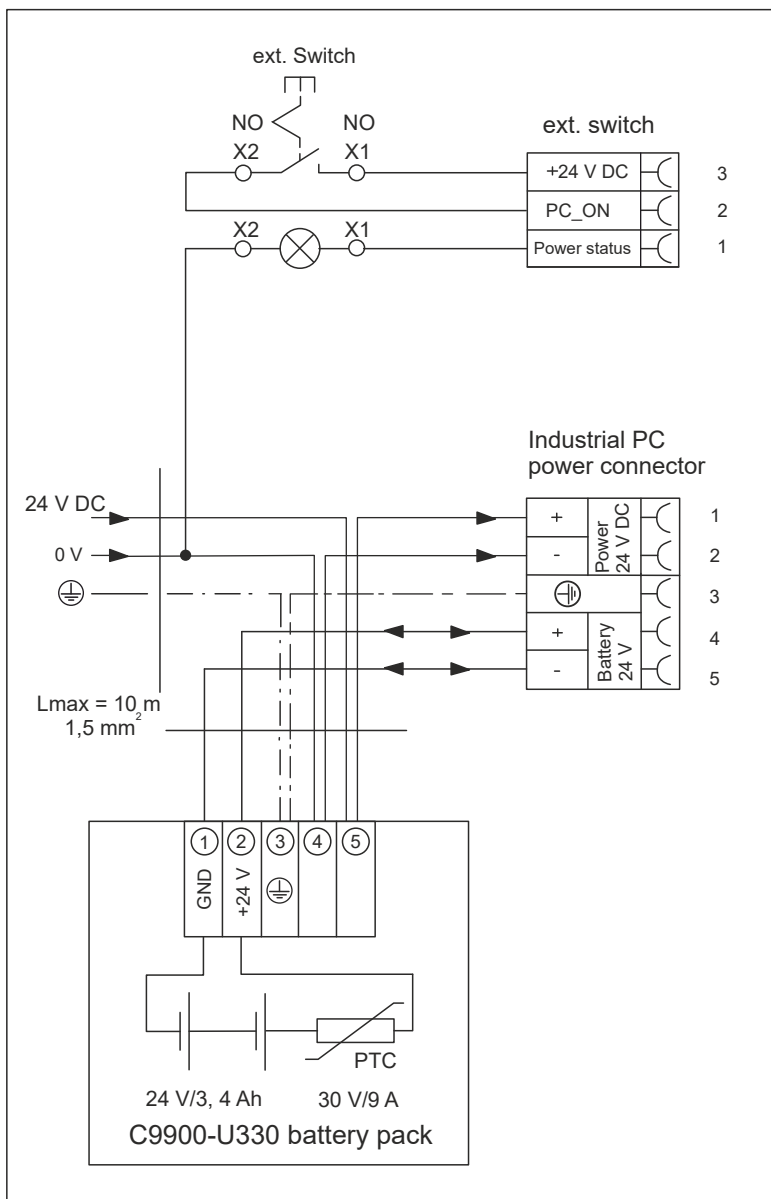 ext. Switch
NO NO
X2 X1
X2 X1
ext. switch
+24 V DC 3
PC_ON 2
Power status 1
Industrial PC
power connector
24 V DC
0 V
+ 1
- 2
Power
24 V DC
3
+ 4
- 5
Battery
24 V
Lmax = 10 m
1,5 mm²
1 2 3 4 5
GND
+24 V
PTC
24 V/3, 4 Ah 30 V/9 A
C9900-U330 battery pack